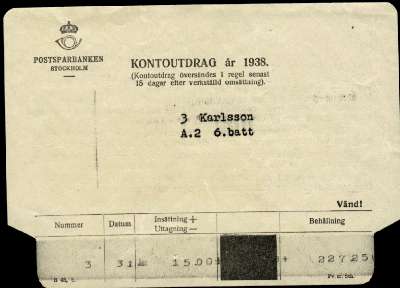 POSTSPARBANKEN
STOCKHOLM
KONTOUTDRAG år 1938.
(Kontoutdrag översändes i regel senast
15 dagar efter verkställd omsättning).
3 Karlsson
A.2 6.batt
Vänd!
Nummer Datum Insättning + Uttagning — Behållning
3 31 15.00+ + 22725